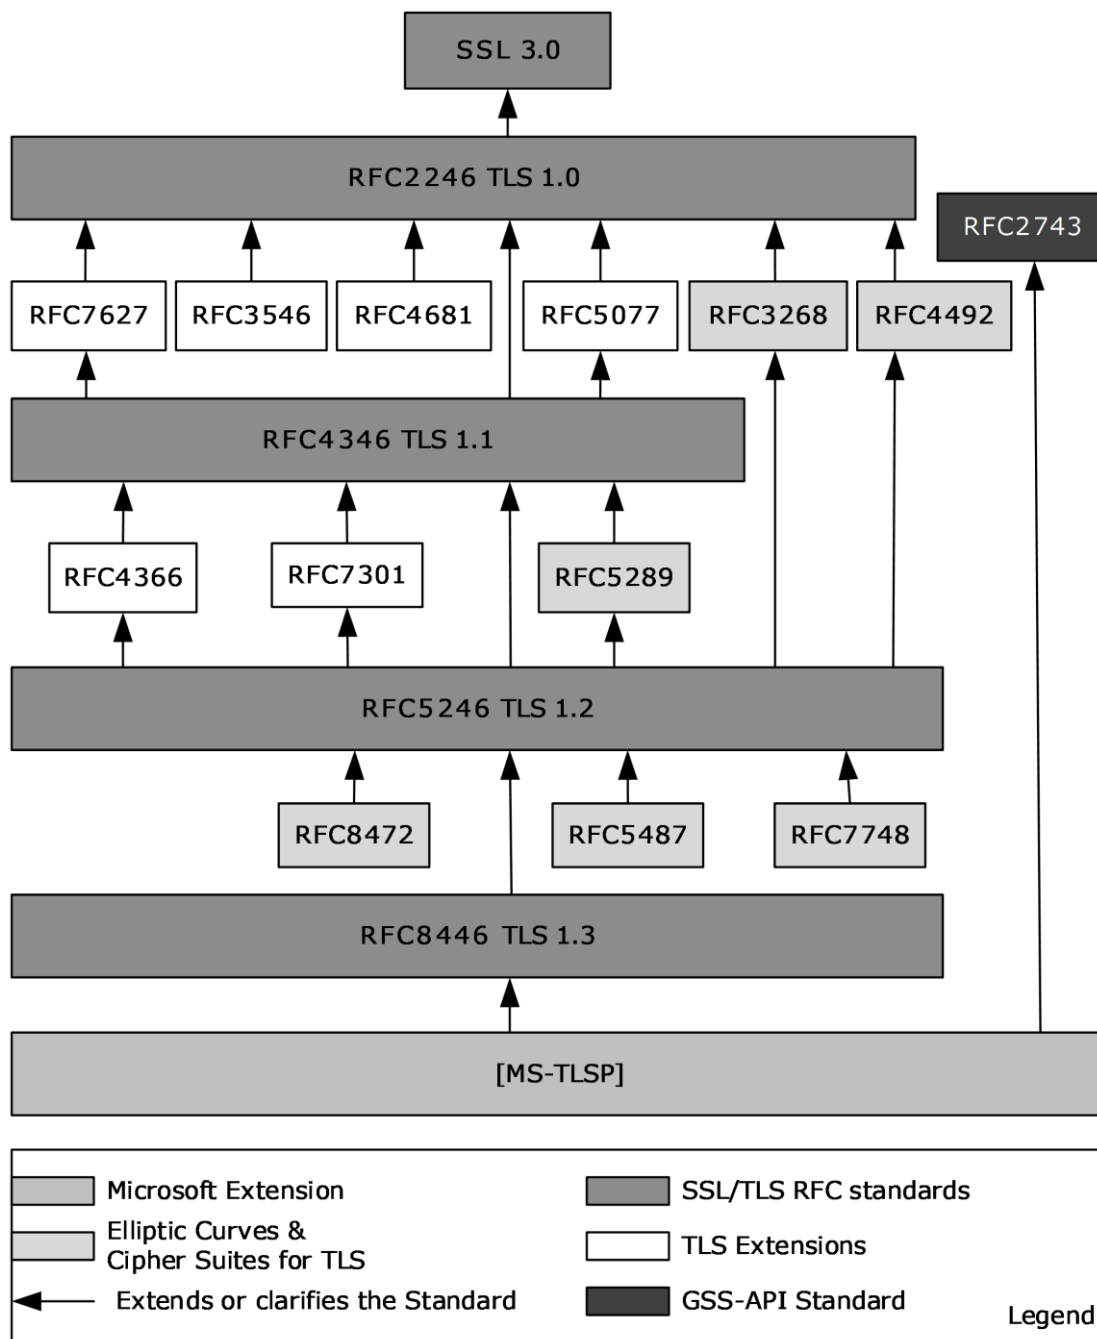 SSL 3.0
RFC2246 TLS 1.0
RFC2743
RFC7627
RFC3546
RFC4681
RFC5077
RFC3268
RFC4492
RFC4346 TLS 1.1
RFC4366
RFC7301
RFC5289
RFC5246 TLS 1.2
RFC8472
RFC5487
RFC7748
RFC8446 TLS 1.3
[MS-TLSP]
Microsoft Extension
SSL/TLS RFC standards
Elliptic Curves &
Cipher Suites for TLS
TLS Extensions
Extends or clarifies the Standard
GSS-API Standard
Legend